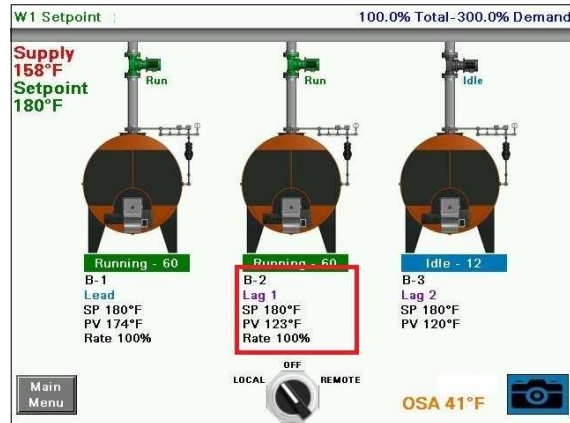 W1 Setpoint :
100.0% Total-300.0% Demand
Supply
158°F
Setpoint
180°F
Run
Run
Idle
Running - 60
Running - 60
Idle - 12
B-1
Lead
SP 180°F
PV 174°F
Rate 100%
B-2
Lag 1
SP 180°F
PV 123°F
Rate 100%
B-3
Lag 2
SP 180°F
PV 120°F
OFF
LOCAL
REMOTE
Main
Menu
OSA 41°F